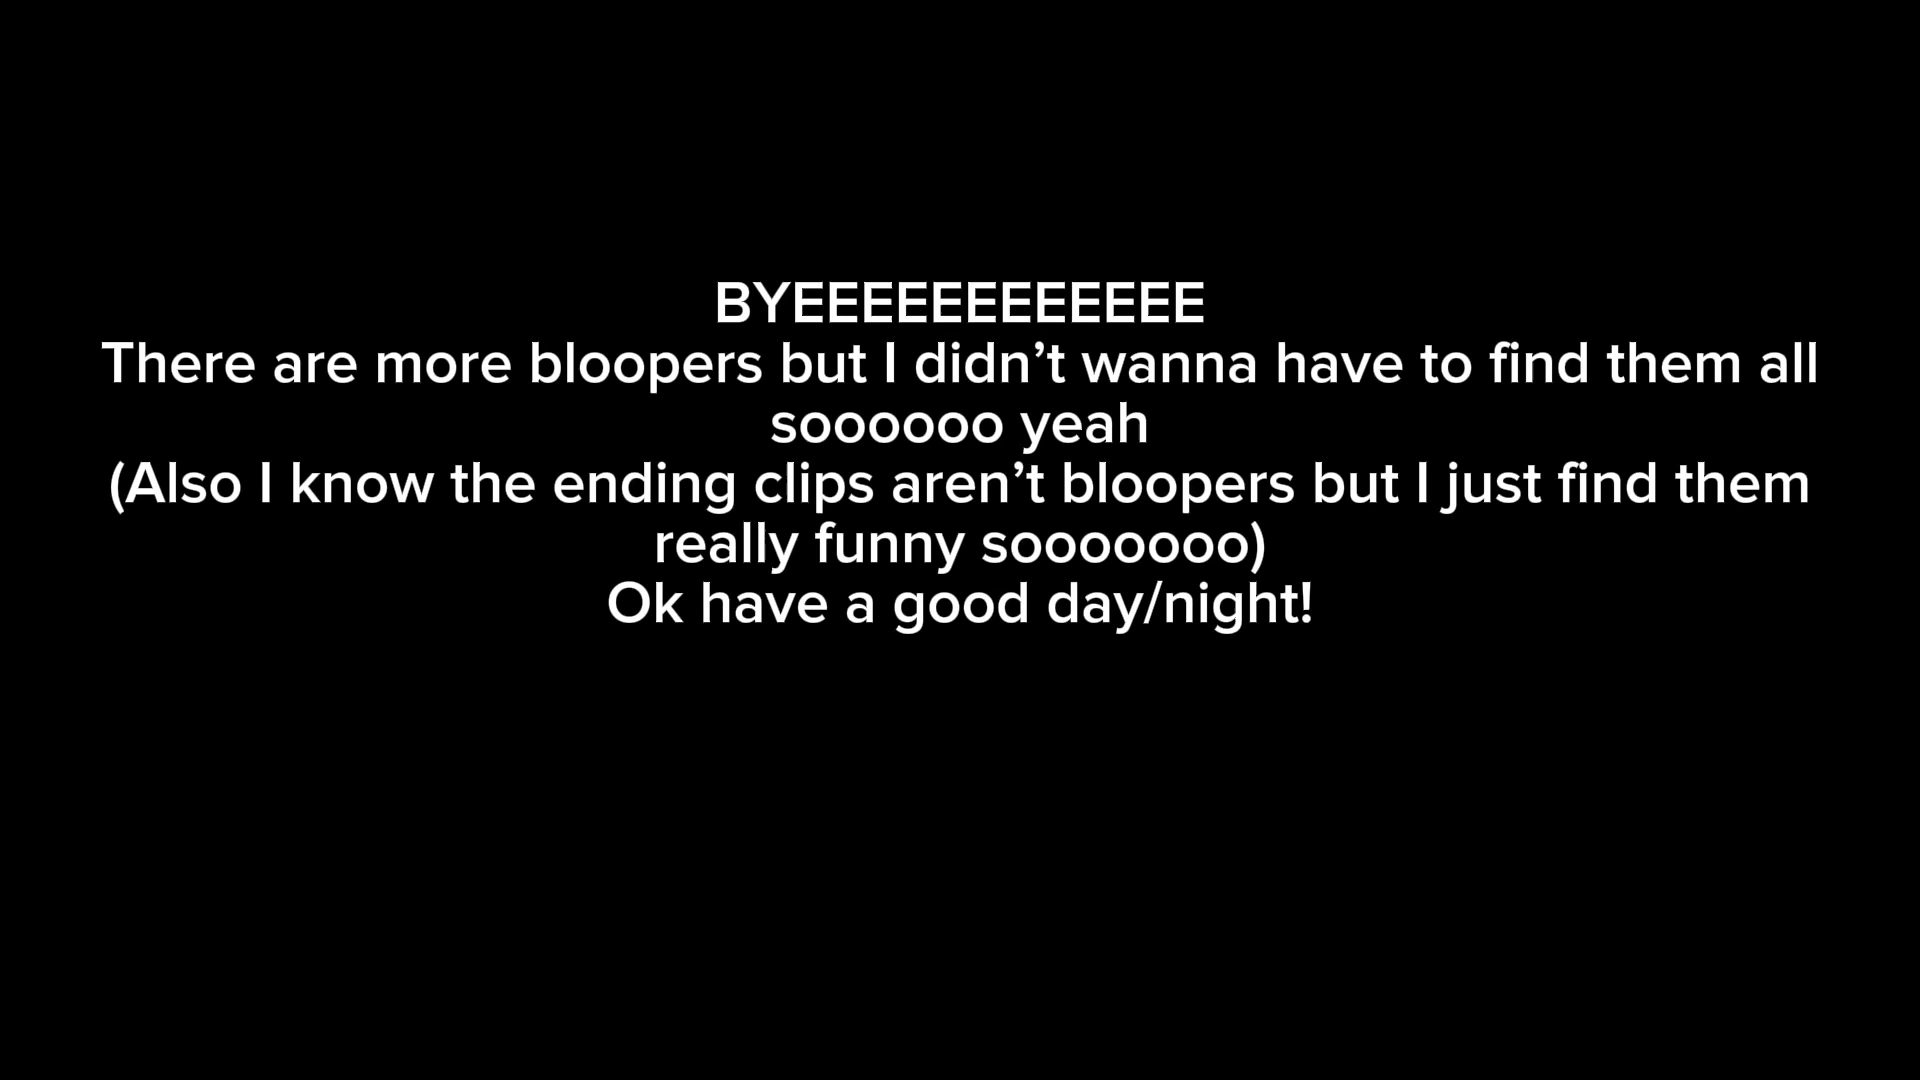 BYEEEEEEEEEEEE
There are more bloopers but I didn’t wanna have to find them all
soooooo yeah
(Also I know the ending clips aren’t bloopers but I just find them
really funny sooooooo)
Ok have a good day/night!